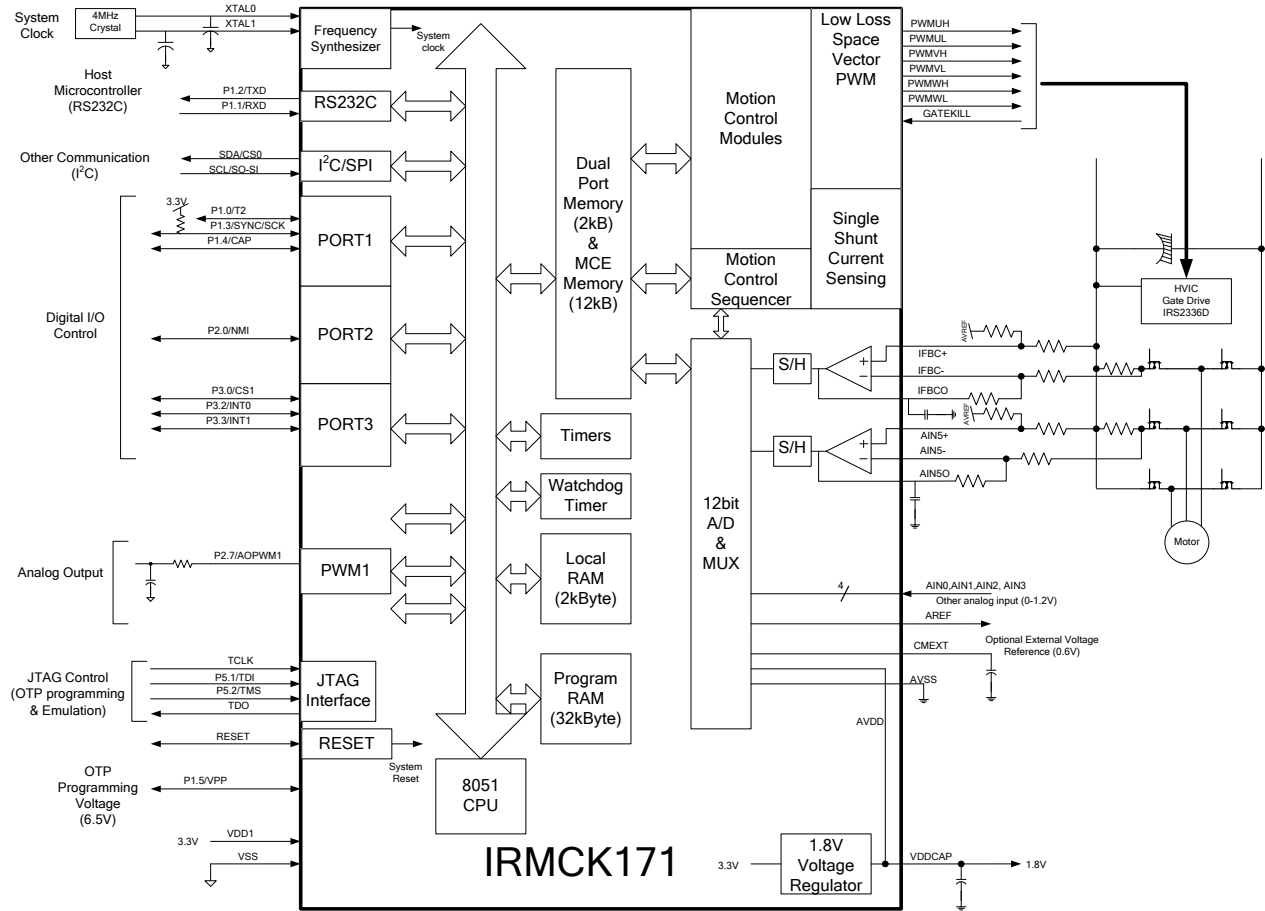 System
Clock
4MHz
Crystal
XTAL0
XTAL1
Frequency
Synthesizer
System
clock
Host
Microcontroller
(RS232C)
P1.2/TXD
P1.1/RXD
RS232C
Other Communication
(I²C)
SDA/CS0
SCL/SO-SI
I²C/SPI
Digital I/O
Control
3.3V
P1.0/T2
P1.3/SYNC/SCK
P1.4/CAP
PORT1
P2.0/NMI
PORT2
P3.0/CS1
P3.2/INT0
P3.3/INT1
PORT3
Analog Output
P2.7/AOPWM1
PWM1
JTAG Control
(OTP programming
& Emulation)
TCLK
P5.1/TDI
P5.2/TMS
TDO
JTAG
Interface
RESET
RESET
System
Reset
OTP
Programming
Voltage
(6.5V)
P1.5/VPP
3.3V
VDD1
VSS
8051
CPU
Dual
Port
Memory
(2kB)
&
MCE
Memory
(12kB)
Timers
Watchdog
Timer
Local
RAM
(2kByte)
Program
RAM
(32kByte)
Motion
Control
Modules
Motion
Control
Sequencer
Low Loss
Space
Vector
PWM
Single
Shunt
Current
Sensing
12bit
A/D
&
MUX
S/H
+
−
S/H
+
−
PWMUH
PWMUL
PWMVH
PWMVL
PWMWH
PWMWL
GATEKILL
HVIC
Gate Drive
IRS2336D
AVREF
IFBC+
IFBC-
IFBCO
AVREF
AIN5+
AIN5-
AIN5O
Motor
4
AIN0,AIN1,AIN2, AIN3
Other analog input (0-1.2V)
AREF
CMEXT
Optional External Voltage
Reference (0.6V)
AVSS
AVDD
IRMCK171
3.3V
1.8V
Voltage
Regulator
VDDCAP
1.8V